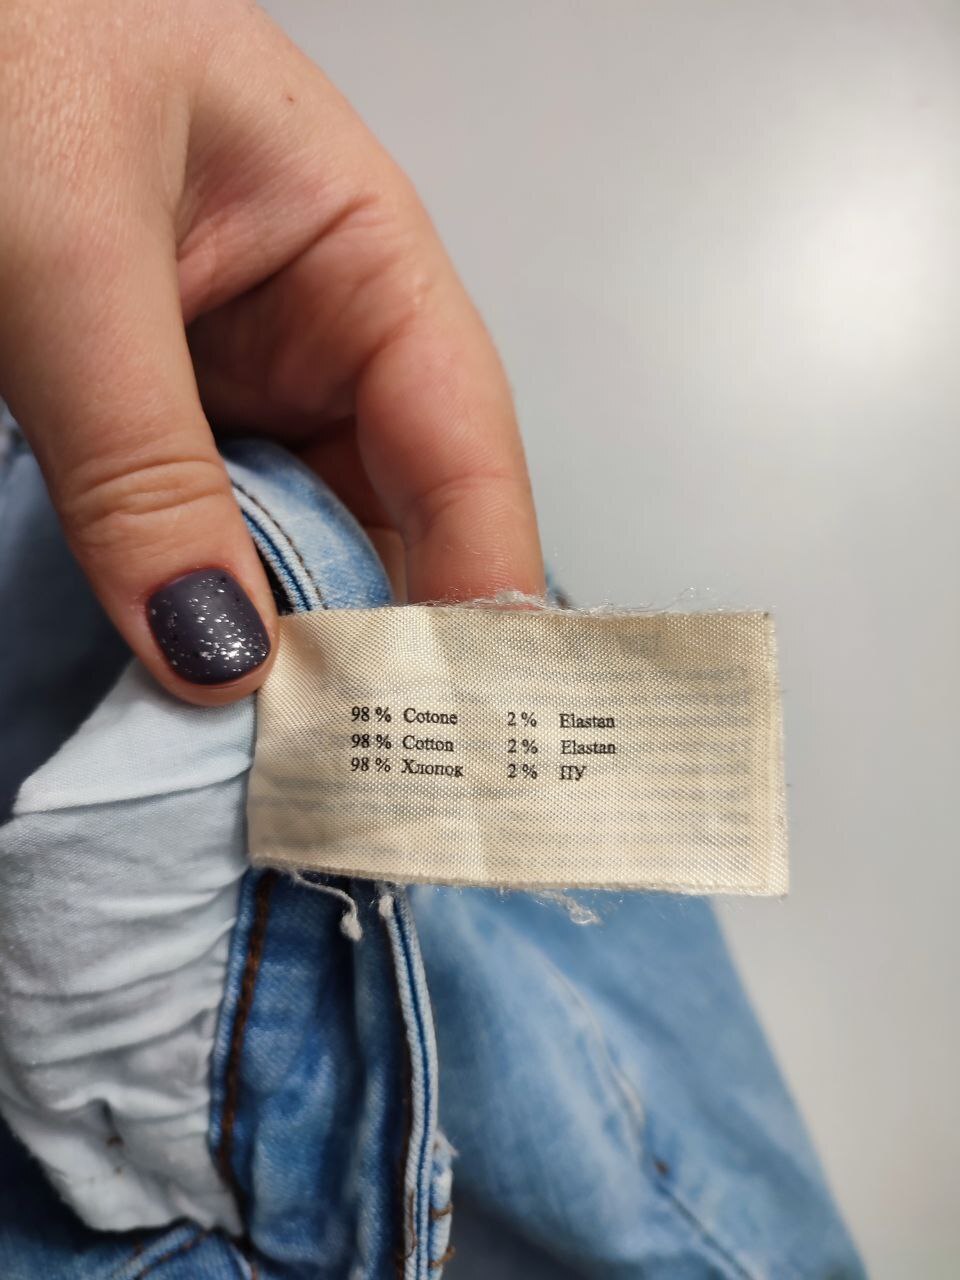 98 % Cotone 2 % Elastan
98 % Cotton 2 % Elastan
98 % Хлопок 2 % ПУ